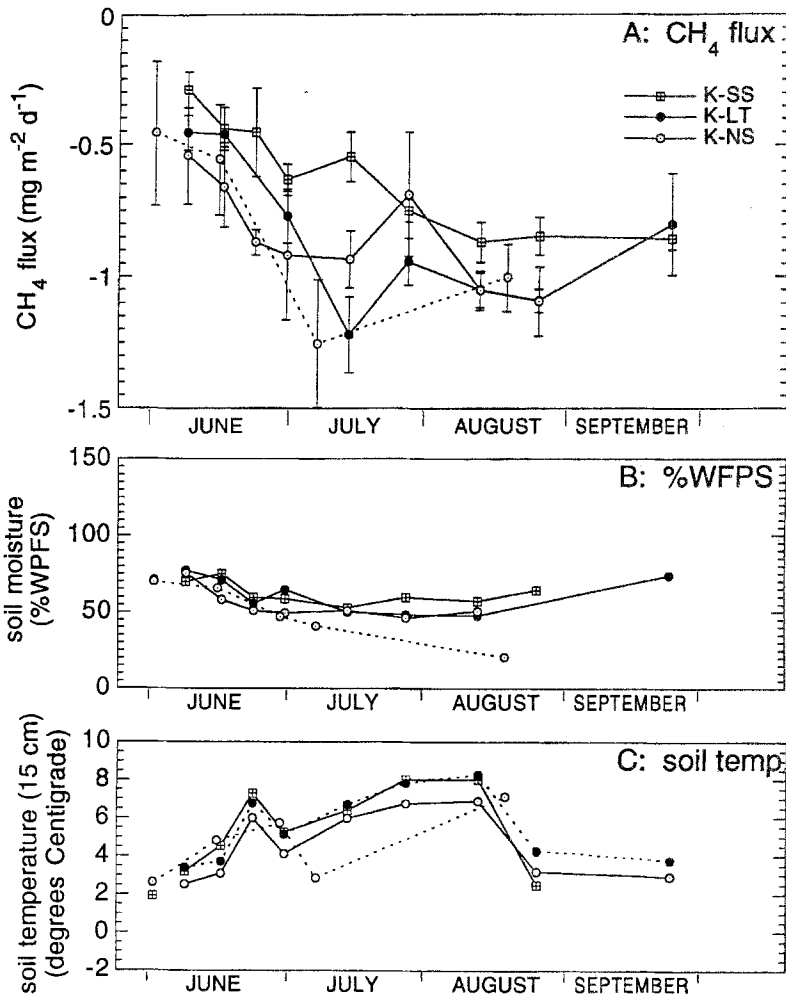 A: CH4 flux
K-SS
K-LT
K-NS
0
-0.5
-1
-1.5
CH4 flux (mg m-2 d-1)
JUNE JULY AUGUST SEPTEMBER
B: %WFPS
150
100
50
0
soil moisture
(%WPFS)
JUNE JULY AUGUST SEPTEMBER
C: soil temp
10
8
6
4
2
0
-2
soil temperature (15 cm)
(degrees Centigrade)
JUNE JULY AUGUST SEPTEMBER